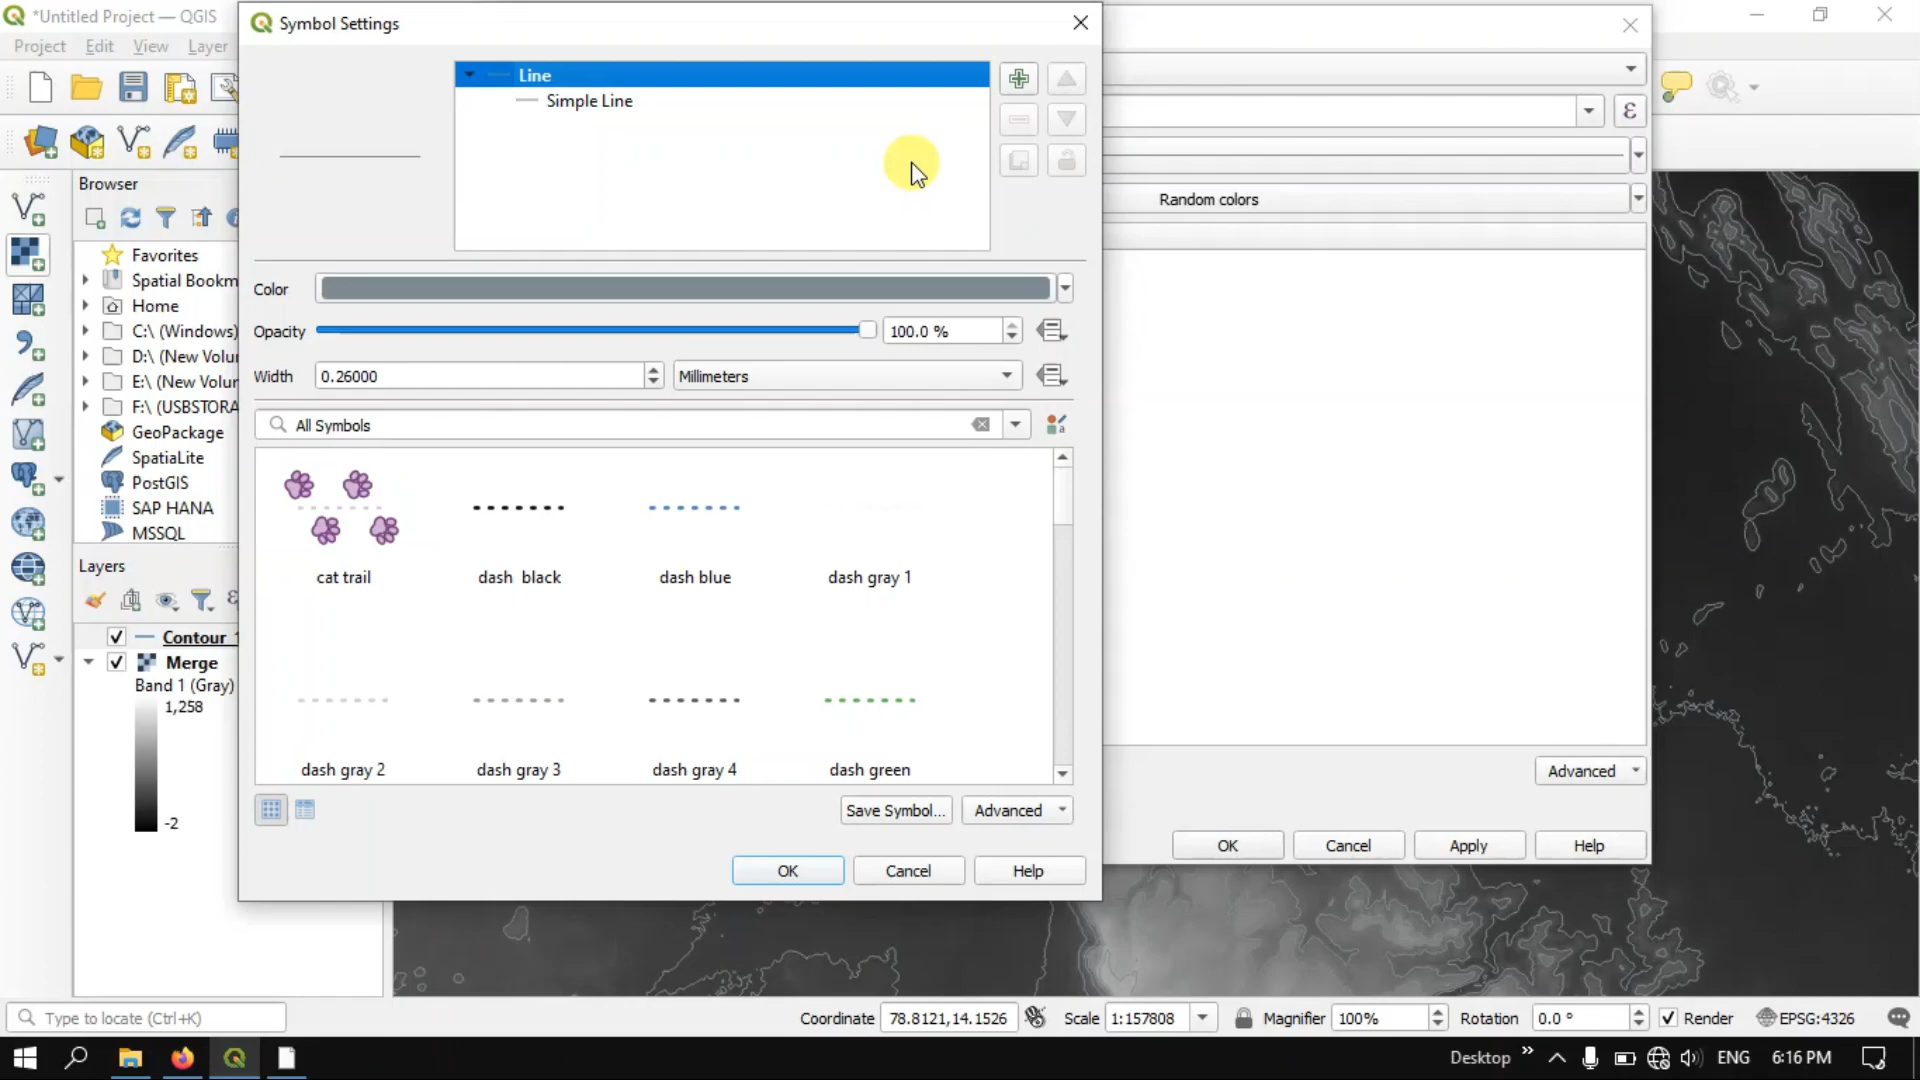 *Untitled Project — QGIS
Project Edit View Layer
Symbol Settings
Line
Simple Line
ε
Random colors
Color
Opacity 100.0 %
Width 0.26000 Millimeters
All Symbols
cat trail
dash  black
dash blue
dash gray 1
dash gray 2
dash gray 3
dash gray 4
dash green
Save Symbol...
Advanced
OK
Cancel
Help
Advanced
OK
Cancel
Apply
Help
Browser
Favorites
Spatial Bookm
Home
C:\ (Windows)
D:\ (New Volur
E:\ (New Volur
F:\ (USBSTORA
GeoPackage
SpatiaLite
PostGIS
SAP HANA
MSSQL
Layers
Contour_1
Merge
Band 1 (Gray)
1,258
-2
Type to locate (Ctrl+K)
Coordinate 78.8121,14.1526
Scale 1:157808
Magnifier 100%
Rotation 0.0 °
Render
EPSG:4326
Desktop
ENG
6:16 PM